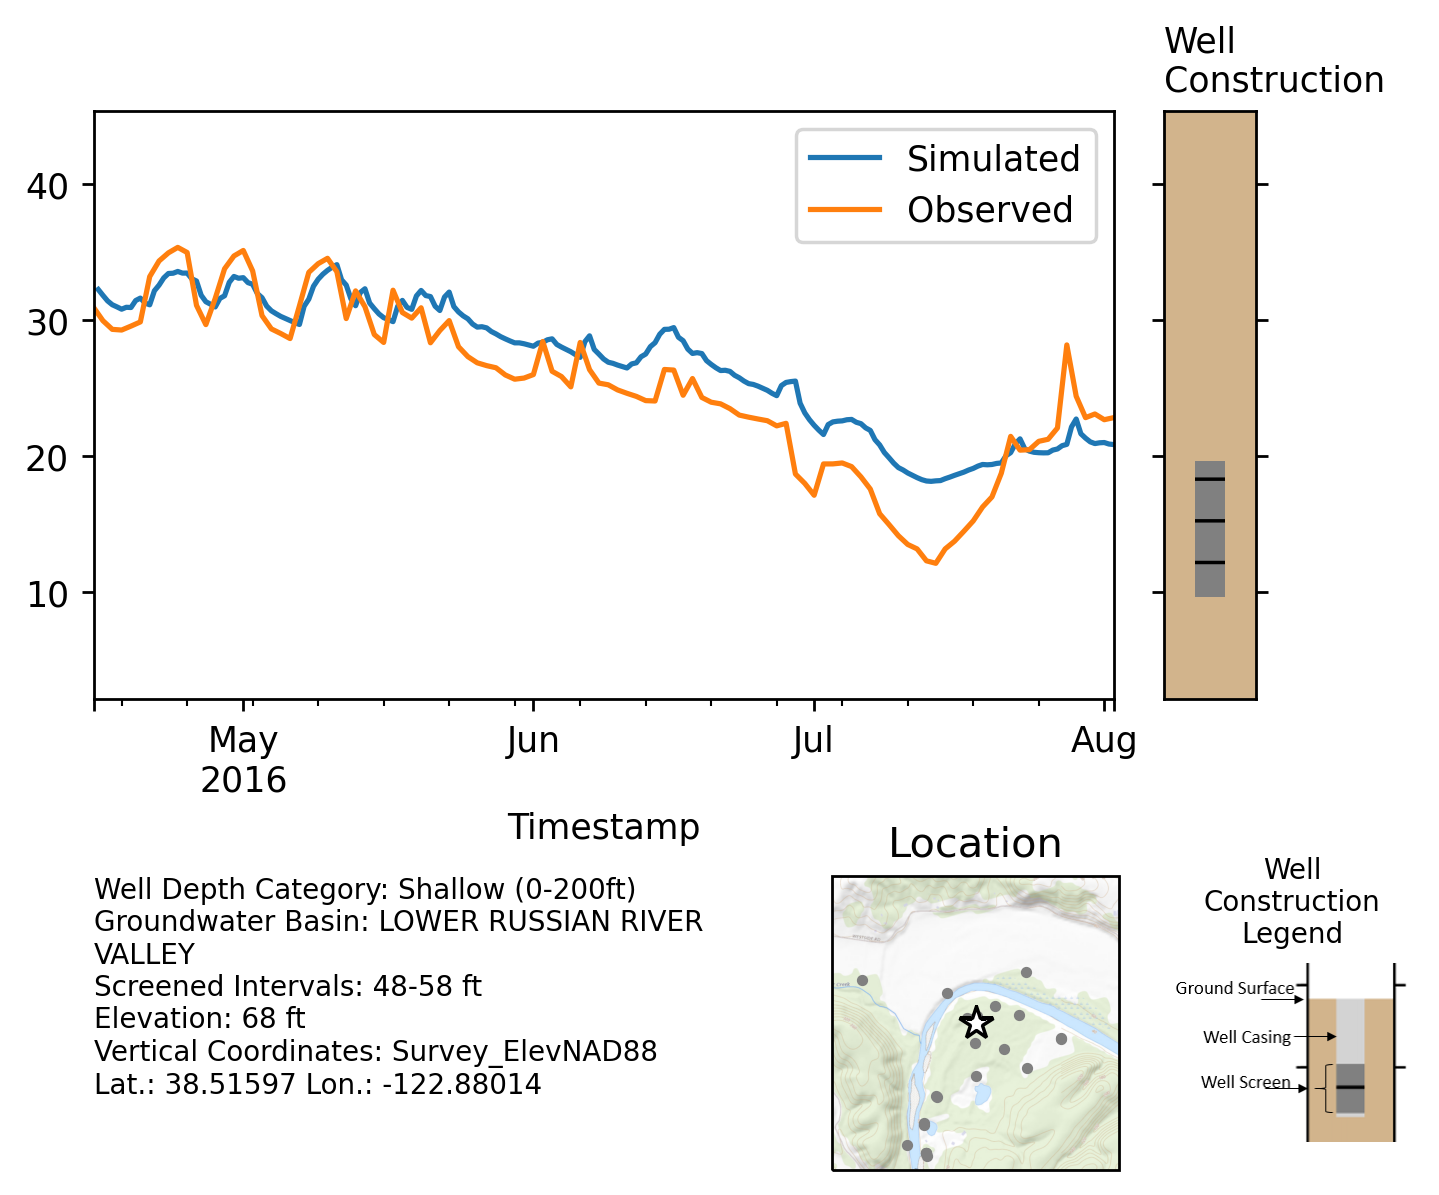 Well
Construction
Simulated
Observed
40
30
20
10
May
2016
Jun
Jul
Aug
Timestamp
Well Depth Category: Shallow (0-200ft)
Groundwater Basin: LOWER RUSSIAN RIVER
VALLEY
Screened Intervals: 48-58 ft
Elevation: 68 ft
Vertical Coordinates: Survey_ElevNAD88
Lat.: 38.51597 Lon.: -122.88014
Location
Well
Construction
Legend
Ground Surface
Well Casing
Well Screen